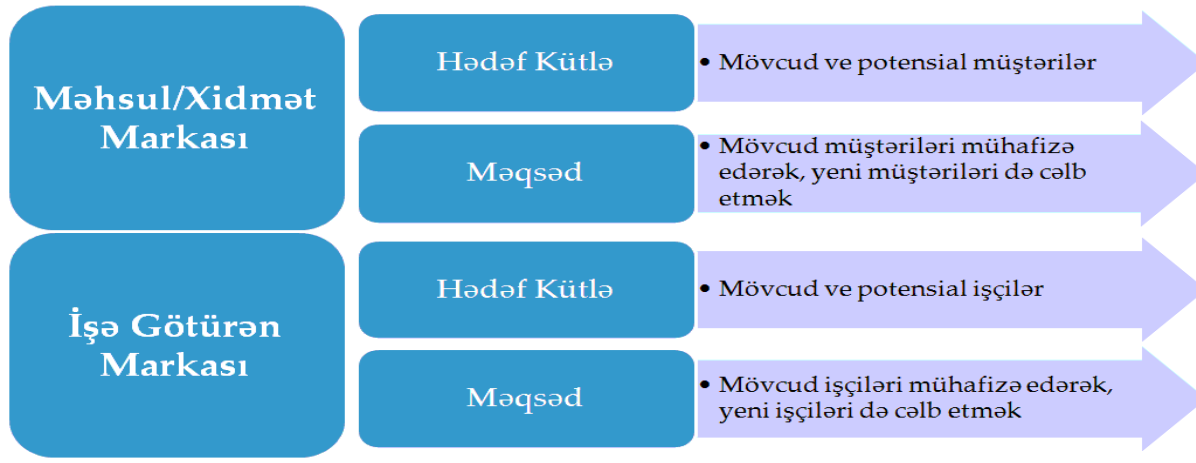 Məhsul/Xidmət
Markası
Hədəf Kütlə
• Mövcud ve potensial müştərilər
Məqsəd
• Mövcud müştəriləri mühafizə
edərək, yeni müştəriləri də cəlb
etmək
İşə Götürən
Markası
Hədəf Kütlə
• Mövcud ve potensial işçilər
Məqsəd
• Mövcud işçiləri mühafizə edərək,
yeni işçiləri də cəlb etmək